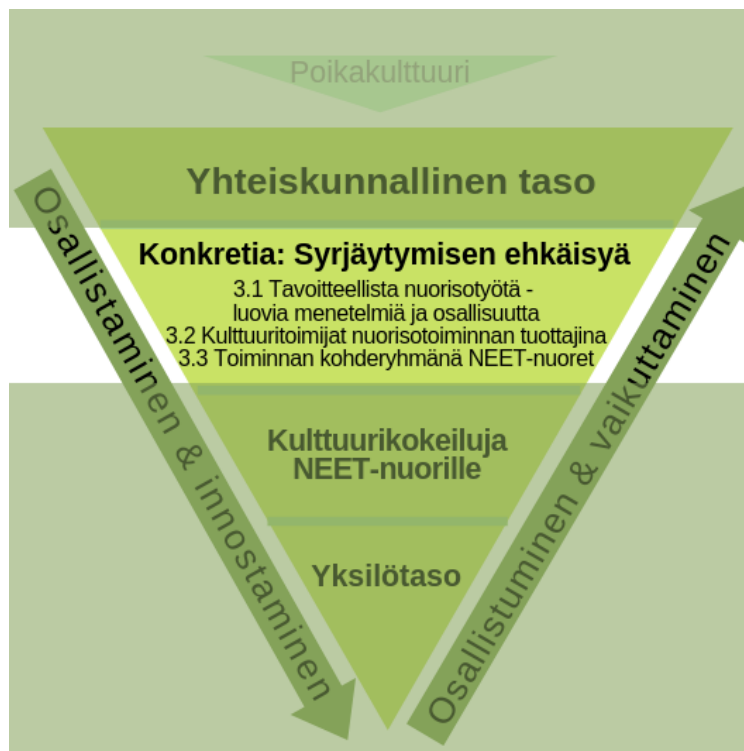 Poikakulttuuri
Yhteiskunnallinen taso
Konkretia: Syrjäytymisen ehkäisyä
3.1 Tavoitteellista nuorisotyötä -
luovia menetelmiä ja osallisuutta
3.2 Kulttuuritoimijat nuorisotoiminnan tuottajina
3.3 Toiminnan kohderyhmänä NEET-nuoret
Kulttuurikokeiluja
NEET-nuorille
Yksilötaso
Osallistaminen & innostaminen
Osallistuminen & vaikuttaminen